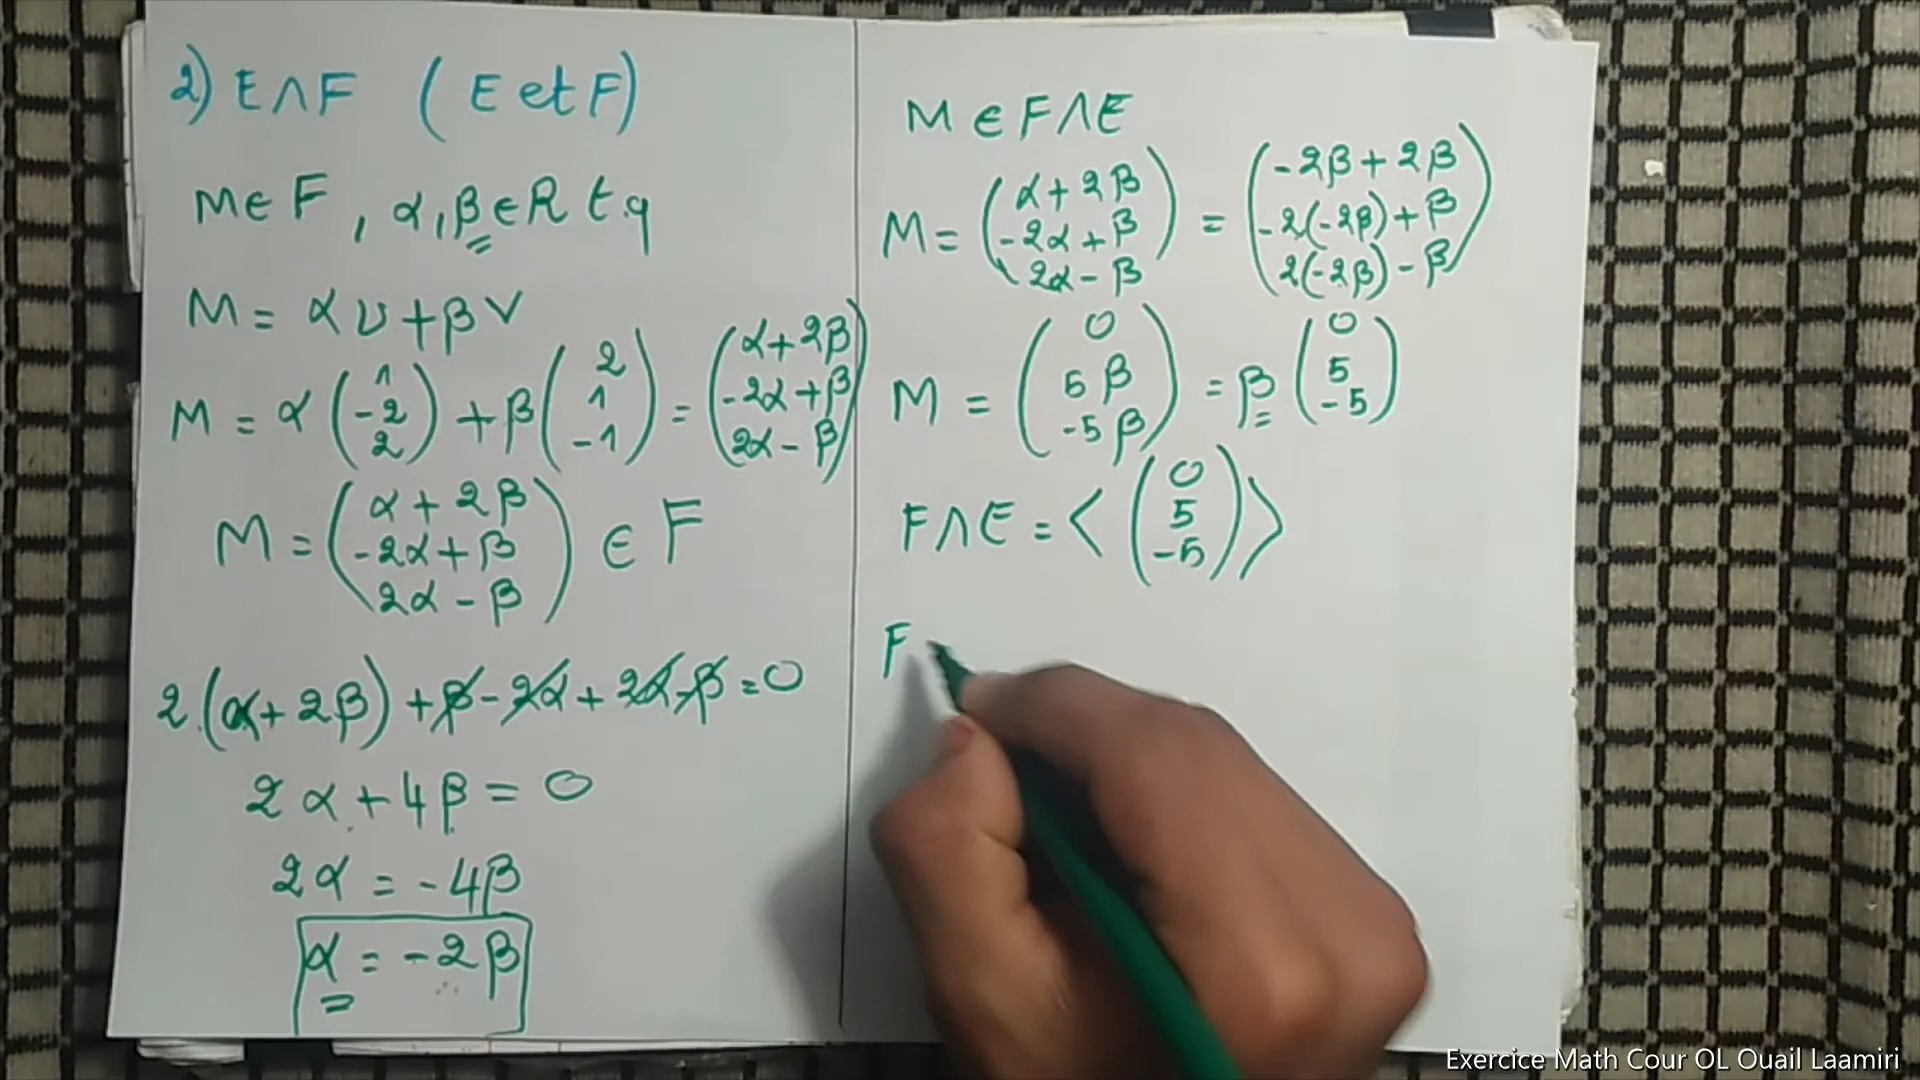 2) E∧F ( E et F)
M∈F , α,β∈R t.q
M = αu+βv
M = α(1 -2 2) + β(2 1 -1) = (α+2β -2α+β 2α-β)
M = (α+2β -2α+β 2α-β) ∈ F
2.(α+2β) +β-2α+2α-β=0
2α+4β = 0
2α = -4β
α = -2β
M ∈ F∧E
M = (α+2β -2α+β 2α-β) = (-2β+2β -2(-2β)+β 2(-2β)-β)
M = (0 5β -5β) = β(0 5 -5)
F∧E = <(0 5 -5)>
F
Exercice Math Cour OL Ouail Laamiri